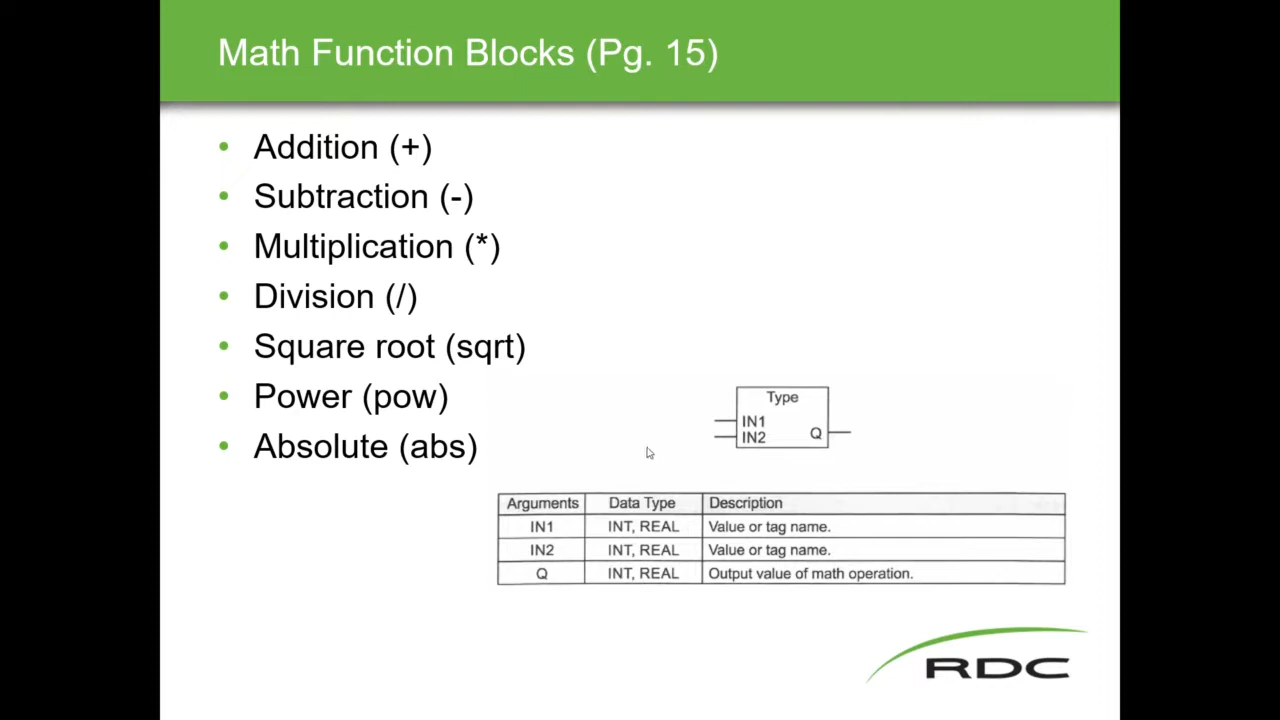 Math Function Blocks (Pg. 15)
• Addition (+)
• Subtraction (-)
• Multiplication (*)
• Division (/)
• Square root (sqrt)
• Power (pow)
• Absolute (abs)
Type
IN1
IN2 Q
Arguments Data Type Description
IN1 INT, REAL Value or tag name.
IN2 INT, REAL Value or tag name.
Q INT, REAL Output value of math operation.
RDC